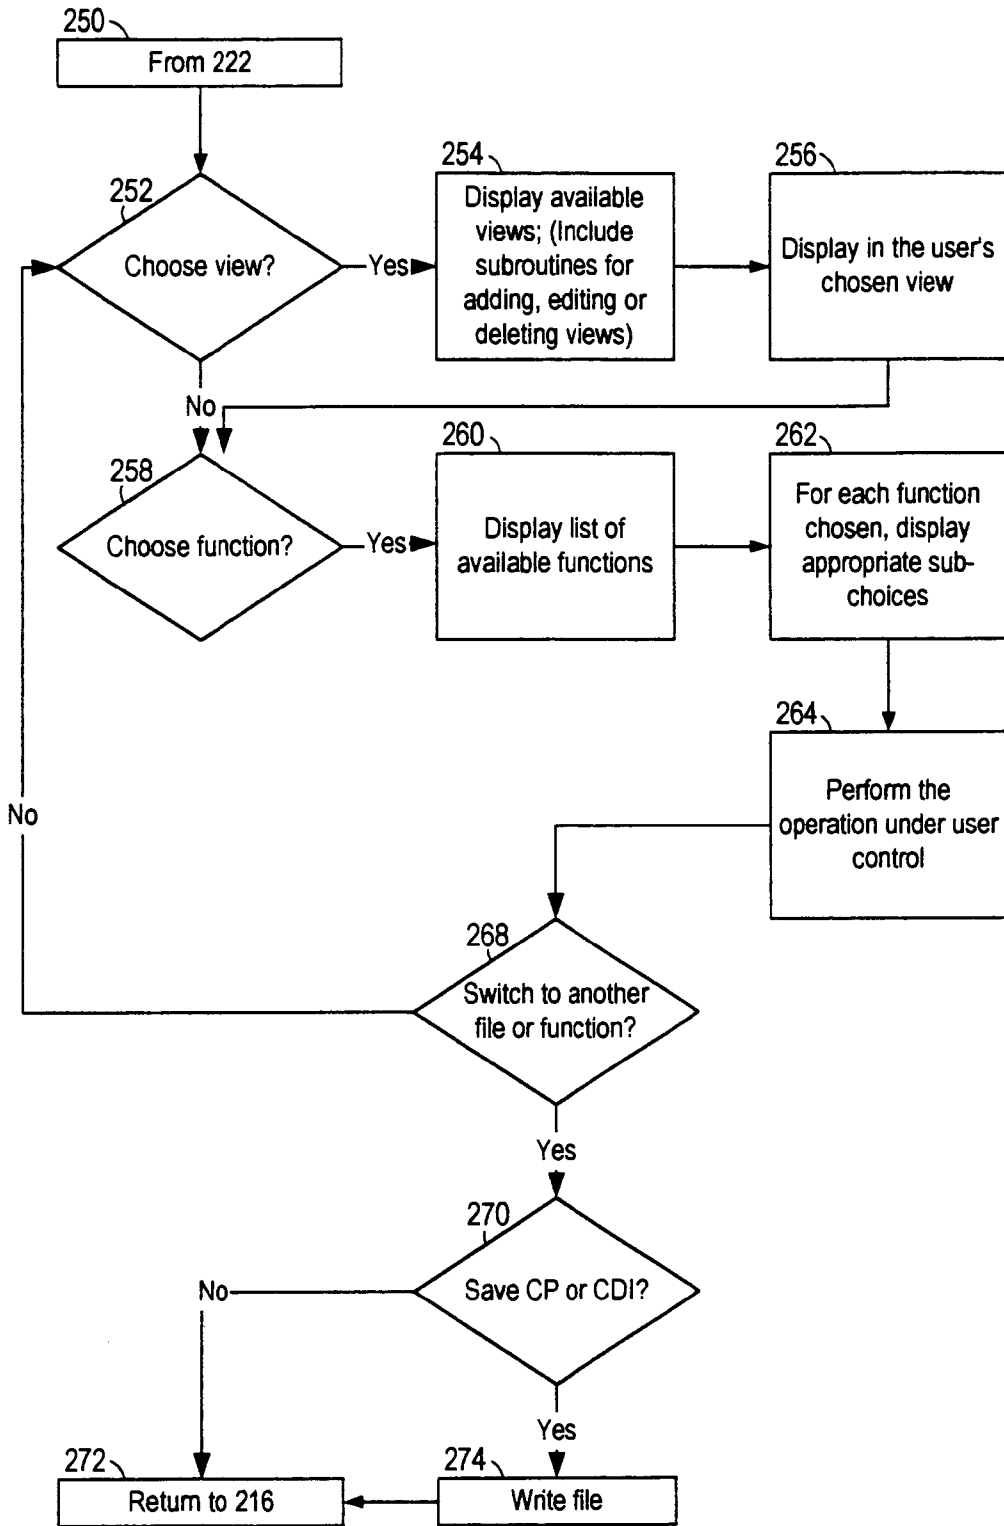 250
From 222
252
Choose view?
Yes
254
Display available
views; (Include
subroutines for
adding, editing or
deleting views)
256
Display in the user's
chosen view
No
258
Choose function?
Yes
260
Display list of
available functions
262
For each function
chosen, display
appropriate sub-
choices
264
Perform the
operation under user
control
No
268
Switch to another
file or function?
Yes
270
Save CP or CDI?
No
Yes
272
Return to 216
274
Write file